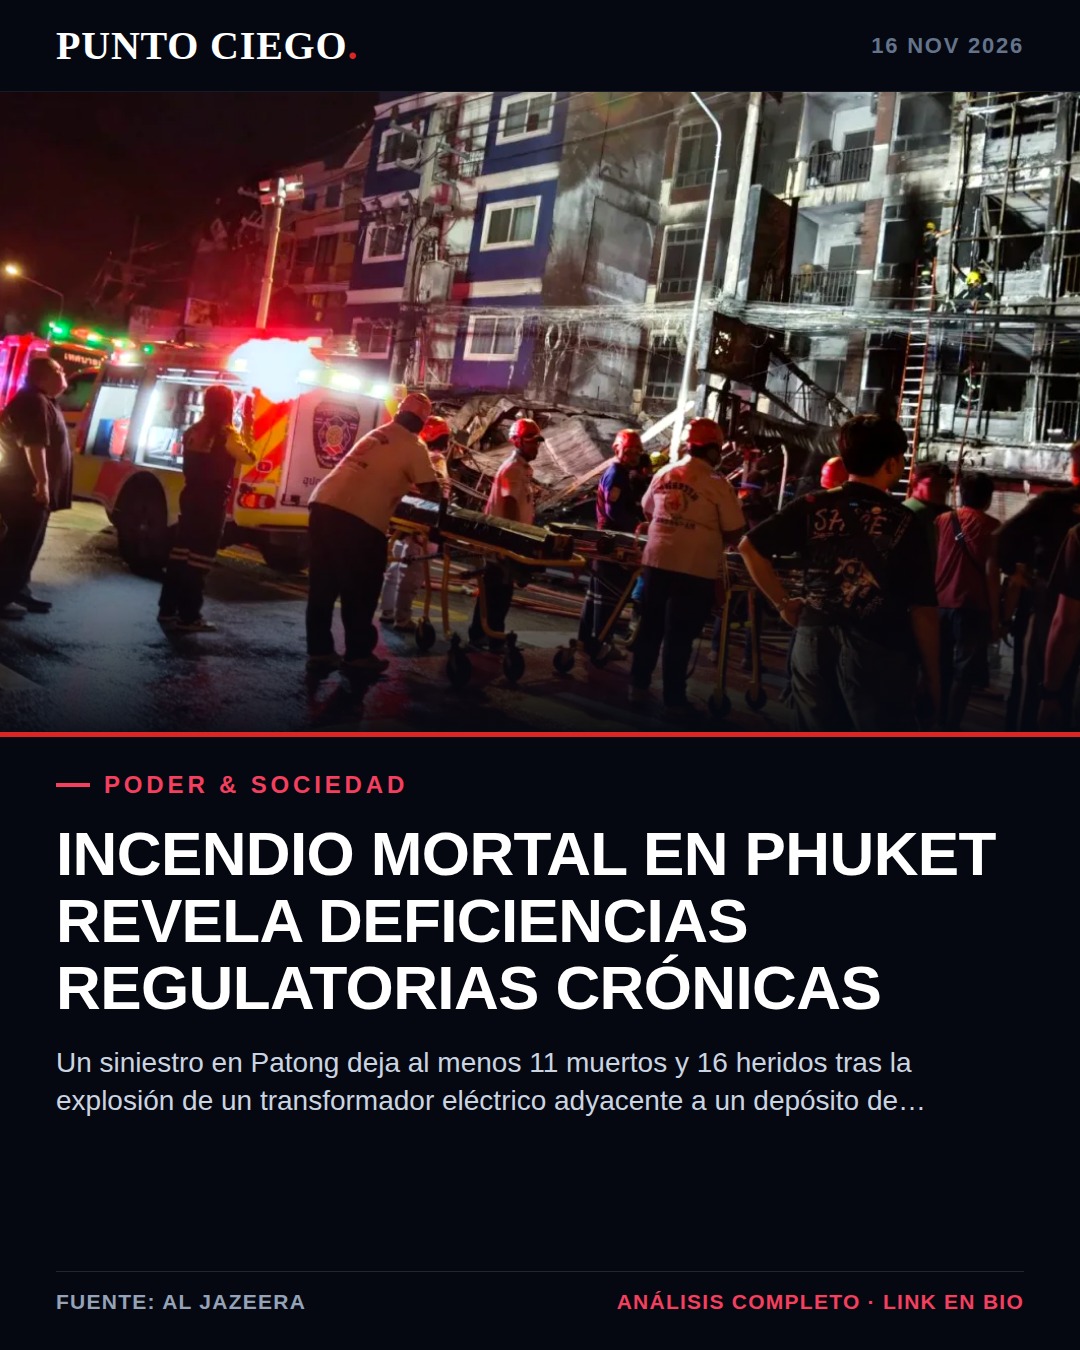 PUNTO CIEGO.
16 NOV 2026
PODER & SOCIEDAD
INCENDIO MORTAL EN PHUKET
REVELA DEFICIENCIAS
REGULATORIAS CRÓNICAS
Un siniestro en Patong deja al menos 11 muertos y 16 heridos tras la
explosión de un transformador eléctrico adyacente a un depósito de…
FUENTE: AL JAZEERA
ANÁLISIS COMPLETO · LINK EN BIO